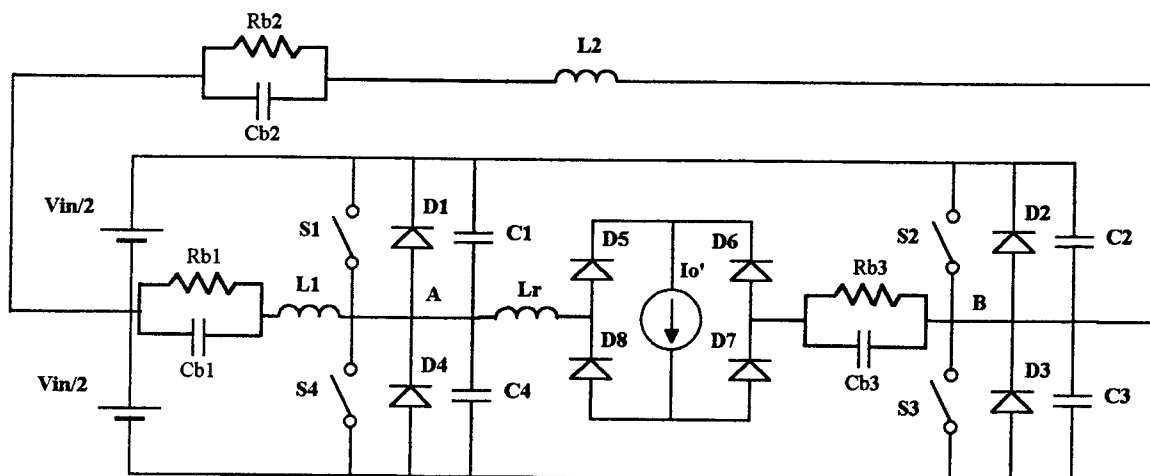 Rb2
L2
Cb2
Vin/2
S1
D1
C1
D5
D6
S2
D2
C2
Rb1
L1
A
Lr
Io'
Rb3
B
Cb1
Vin/2
S4
D4
C4
D8
D7
Cb3
S3
D3
C3